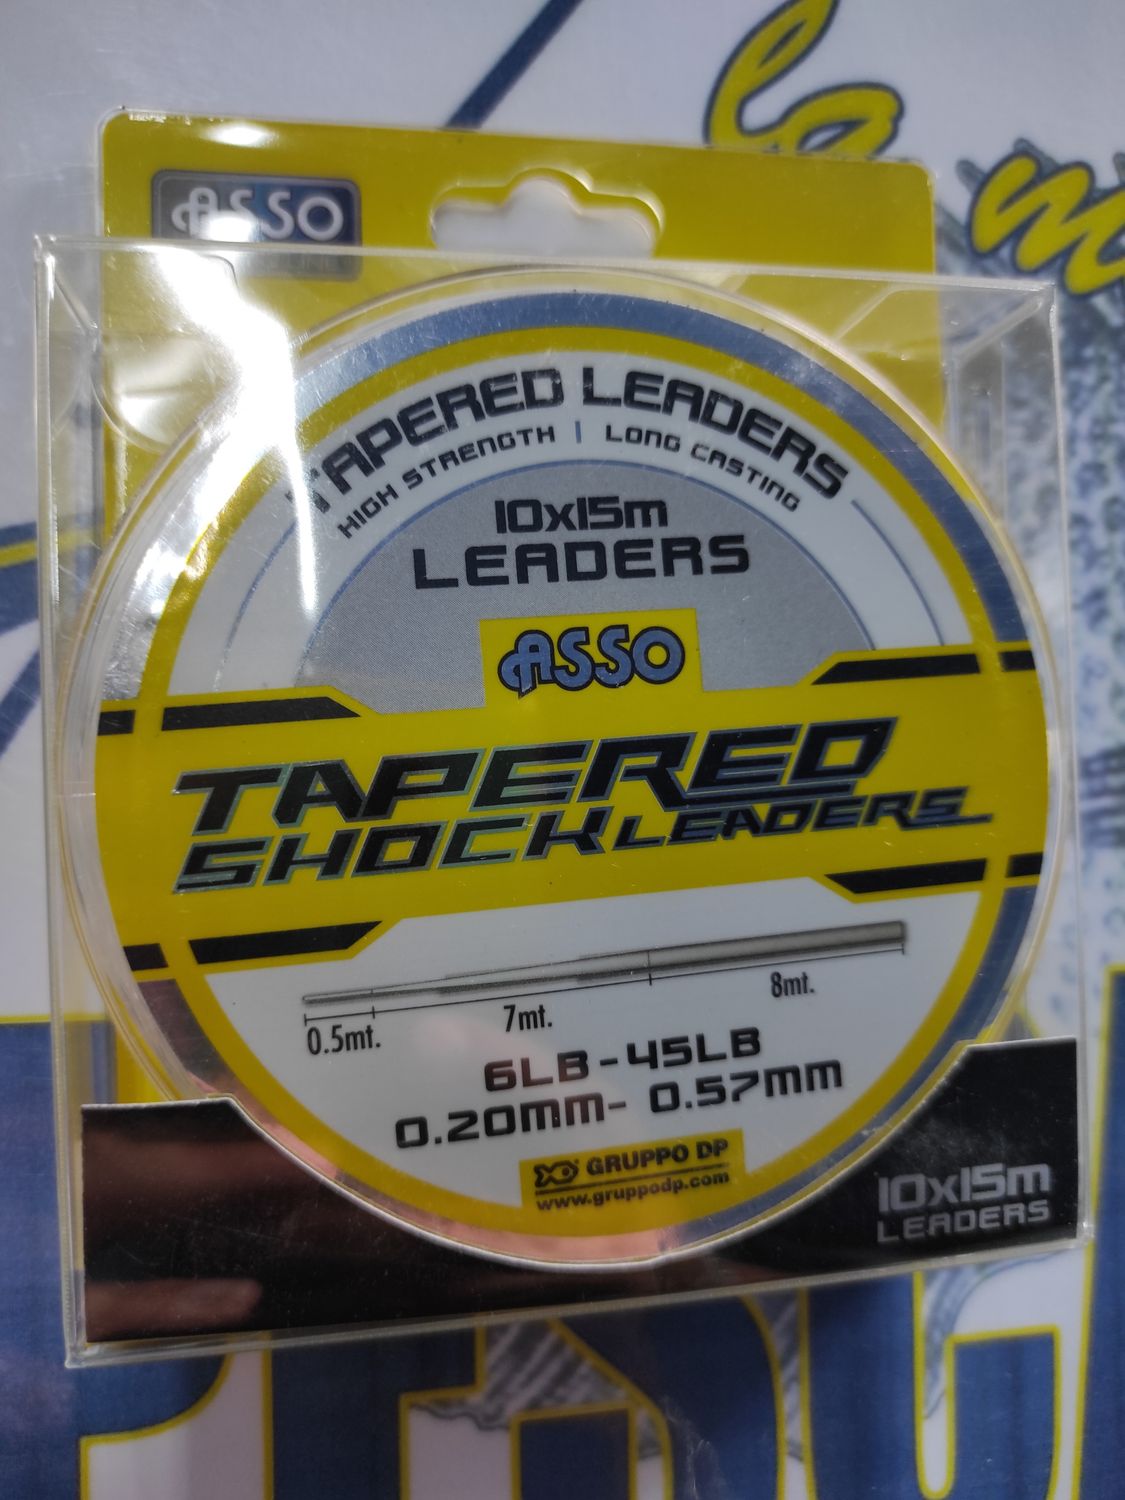 la m
ASSO
TAPERED LEADERS
HIGH STRENGTH | LONG CASTING
10x15m
LEADERS
ASSO
TAPERED
SHOCK LEADERS
0.5mt.
7mt.
8mt.
6LB-45LB
0.20mm- 0.57mm
GRUPPO DP
www.gruppodp.com
10x15m
LEADERS